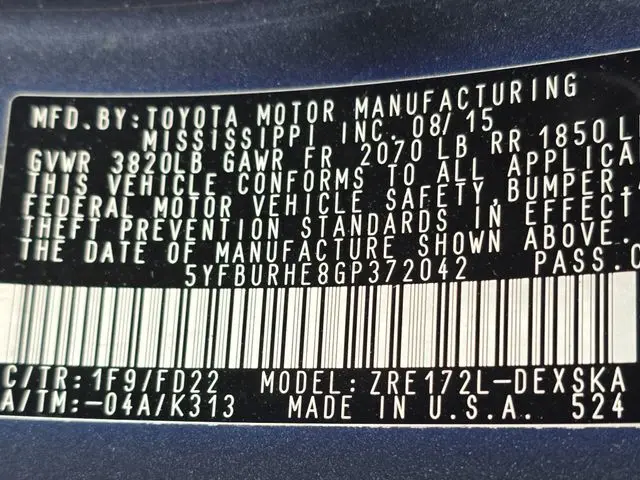 MFD.BY:TOYOTA MOTOR MANUFACTURING
MISSISSIPPI INC. 08/15
GVWR 3820LB GAWR FR 2070LB RR 1850L
THIS VEHICLE CONFORMS TO ALL APPLICA
FEDERAL MOTOR VEHICLE SAFETY,BUMPER,
THEFT PREVENTION STANDARDS IN EFFECT
THE DATE OF MANUFACTURE SHOWN ABOVE.
5YFBURHE8GP372042 PASS.C
C/TR:1F9/FD22 MODEL:ZRE172L-DEXSKA
A/TM:-04A/K313 MADE IN U.S.A. 524